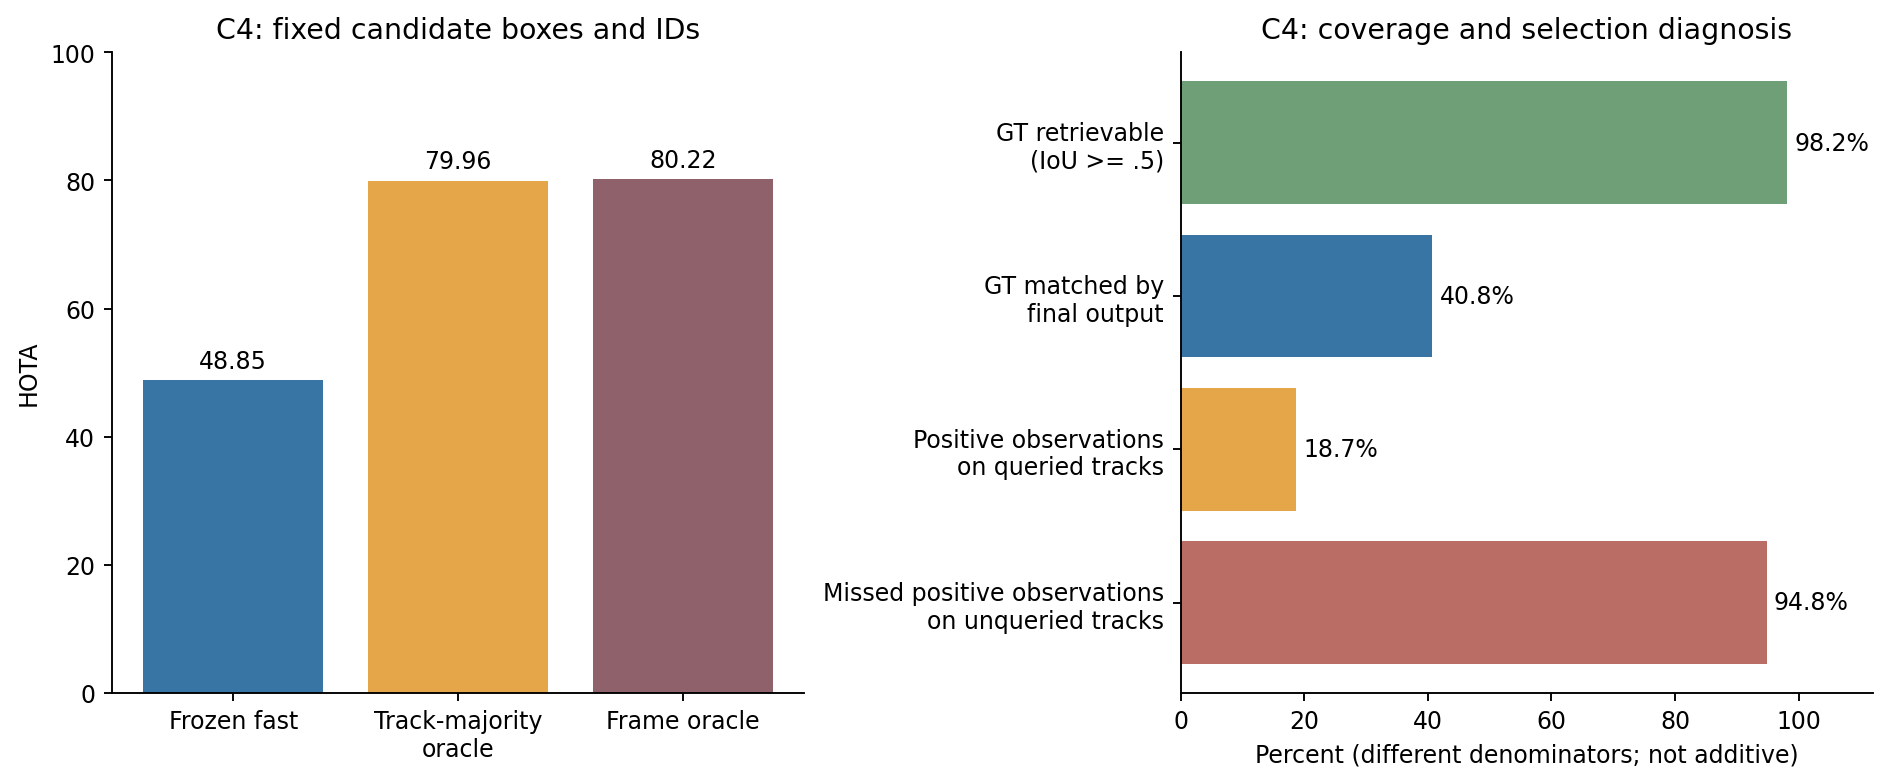 C4: fixed candidate boxes and IDs
100
80
60
40
20
0
HOTA
48.85
79.96
80.22
Frozen fast
Track-majority
oracle
Frame oracle
C4: coverage and selection diagnosis
GT retrievable
(IoU >= .5)
98.2%
GT matched by
final output
40.8%
Positive observations
on queried tracks
18.7%
Missed positive observations
on unqueried tracks
94.8%
0 20 40 60 80 100
Percent (different denominators; not additive)